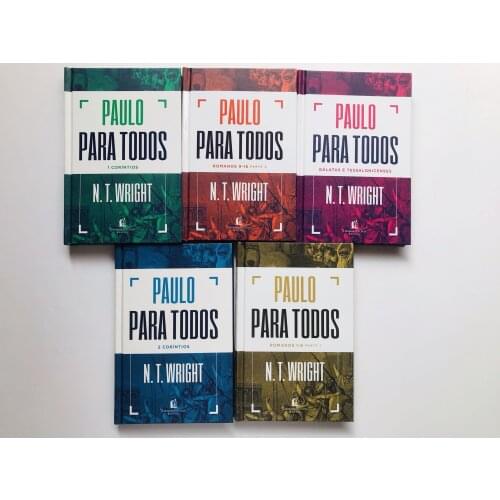 PAULO
PARA TODOS
1 CORÍNTIOS
N. T. WRIGHT
PAULO
PARA TODOS
ROMANOS 9–16 PARTE 2
N. T. WRIGHT
PAULO
PARA TODOS
GÁLATAS E TESSALONICENSES
N. T. WRIGHT
PAULO
PARA TODOS
2 CORÍNTIOS
N. T. WRIGHT
PAULO
PARA TODOS
ROMANOS 1–8 PARTE 1
N. T. WRIGHT